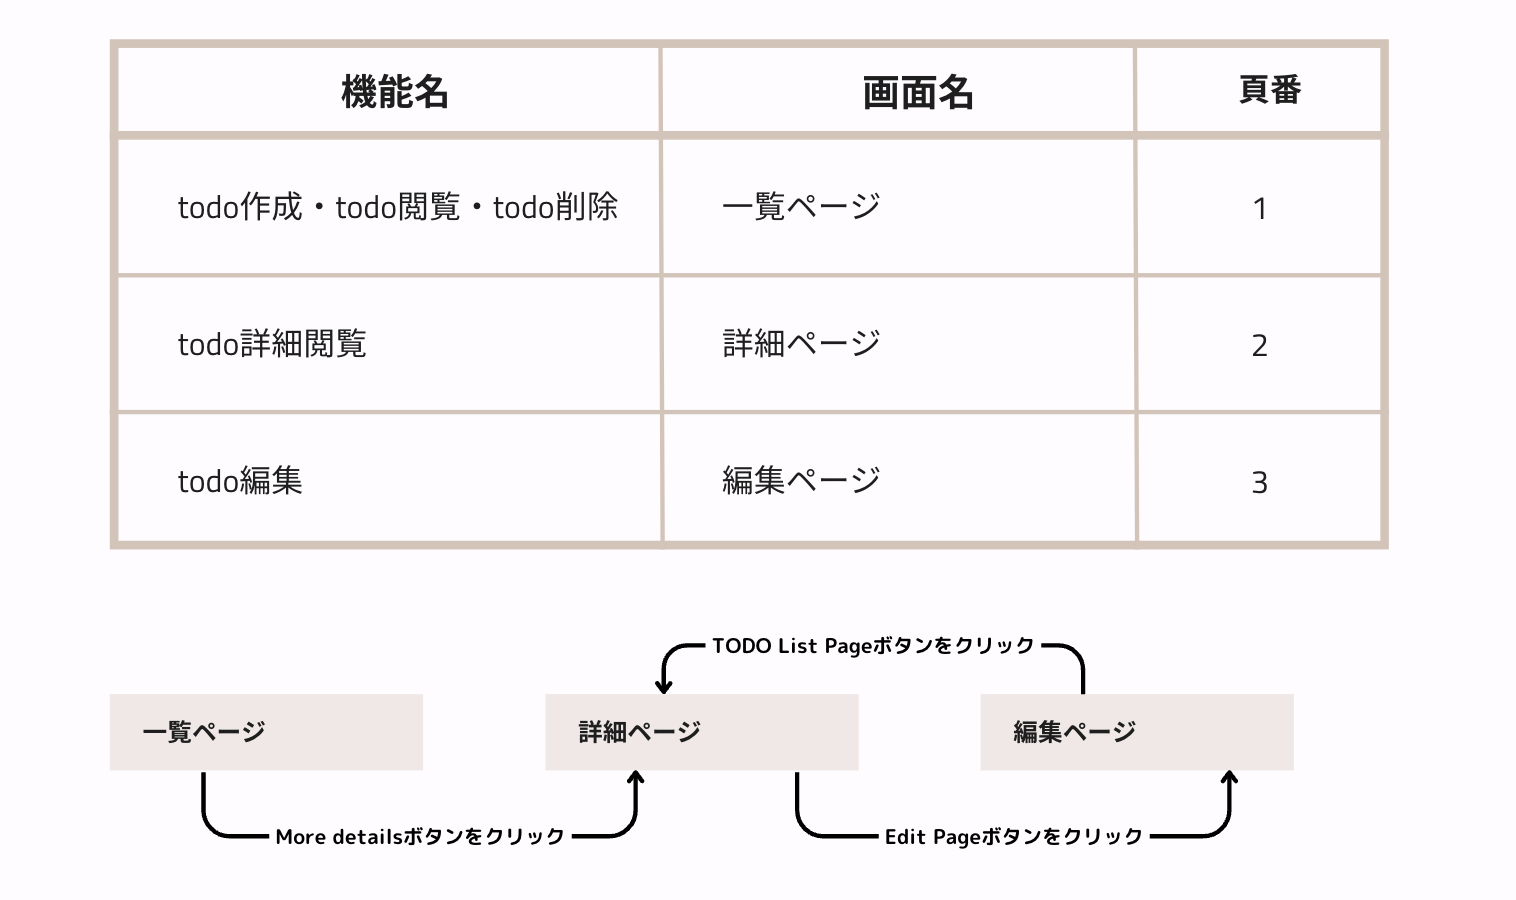 機能名 画面名 頁番
todo作成・todo閲覧・todo削除 一覧ページ 1
todo詳細閲覧 詳細ページ 2
todo編集 編集ページ 3
TODO List Pageボタンをクリック
一覧ページ 詳細ページ 編集ページ
More detailsボタンをクリック Edit Pageボタンをクリック